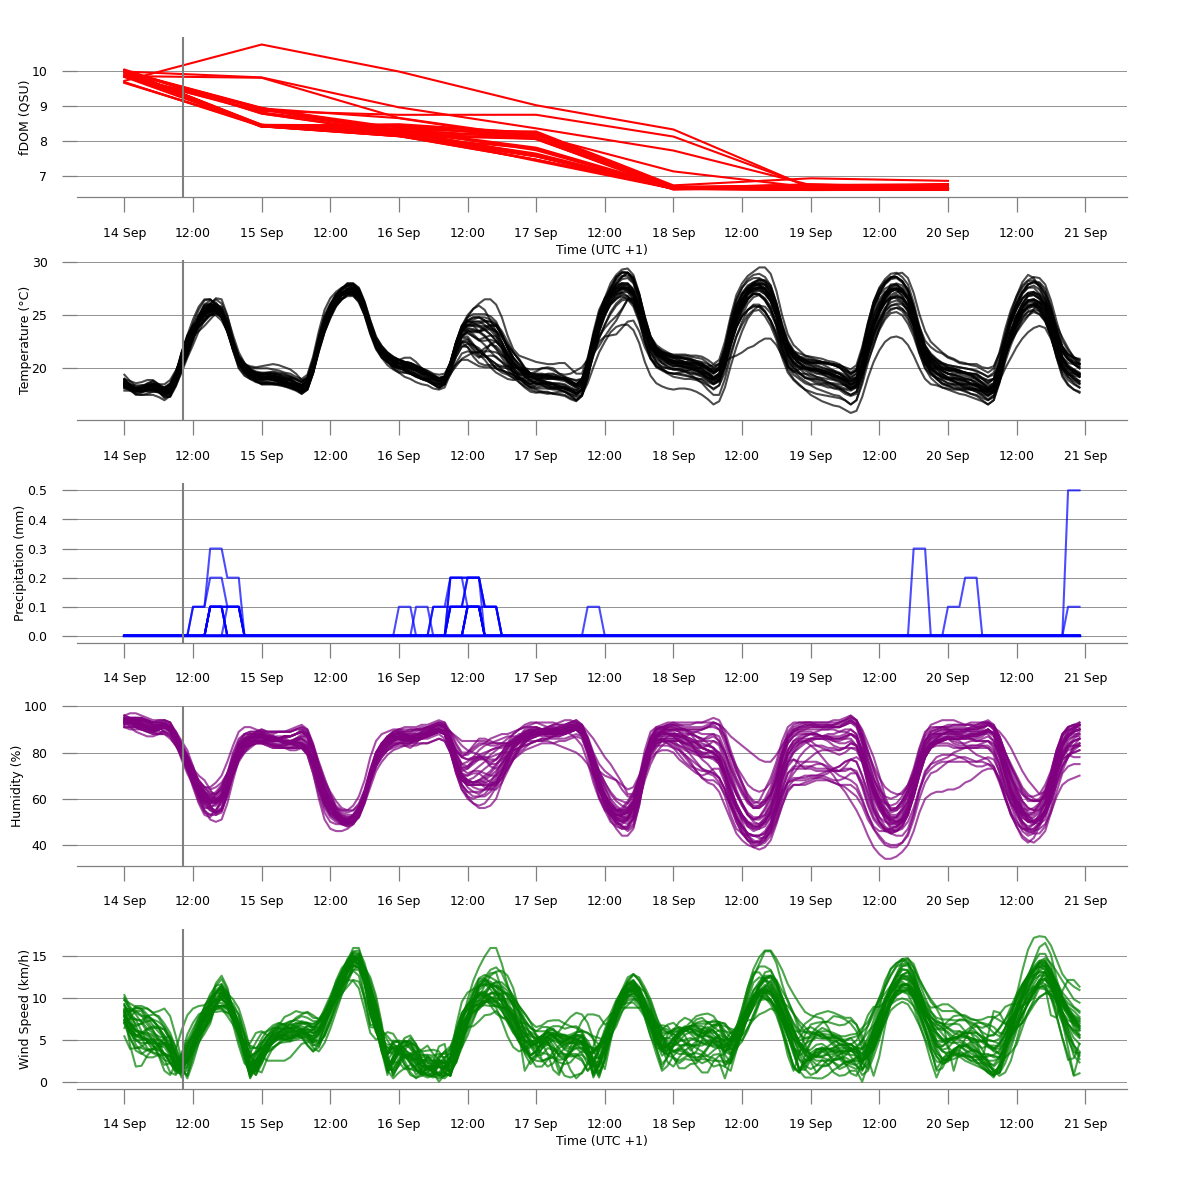 fDOM (QSU)
10
9
8
7
14 Sep 12:00 15 Sep 12:00 16 Sep 12:00 17 Sep 12:00 18 Sep 12:00 19 Sep 12:00 20 Sep 12:00 21 Sep
Time (UTC +1)
Temperature (°C)
30
25
20
14 Sep 12:00 15 Sep 12:00 16 Sep 12:00 17 Sep 12:00 18 Sep 12:00 19 Sep 12:00 20 Sep 12:00 21 Sep
Precipitation (mm)
0.5
0.4
0.3
0.2
0.1
0.0
14 Sep 12:00 15 Sep 12:00 16 Sep 12:00 17 Sep 12:00 18 Sep 12:00 19 Sep 12:00 20 Sep 12:00 21 Sep
Humidity (%)
100
80
60
40
14 Sep 12:00 15 Sep 12:00 16 Sep 12:00 17 Sep 12:00 18 Sep 12:00 19 Sep 12:00 20 Sep 12:00 21 Sep
Wind Speed (km/h)
15
10
5
0
14 Sep 12:00 15 Sep 12:00 16 Sep 12:00 17 Sep 12:00 18 Sep 12:00 19 Sep 12:00 20 Sep 12:00 21 Sep
Time (UTC +1)